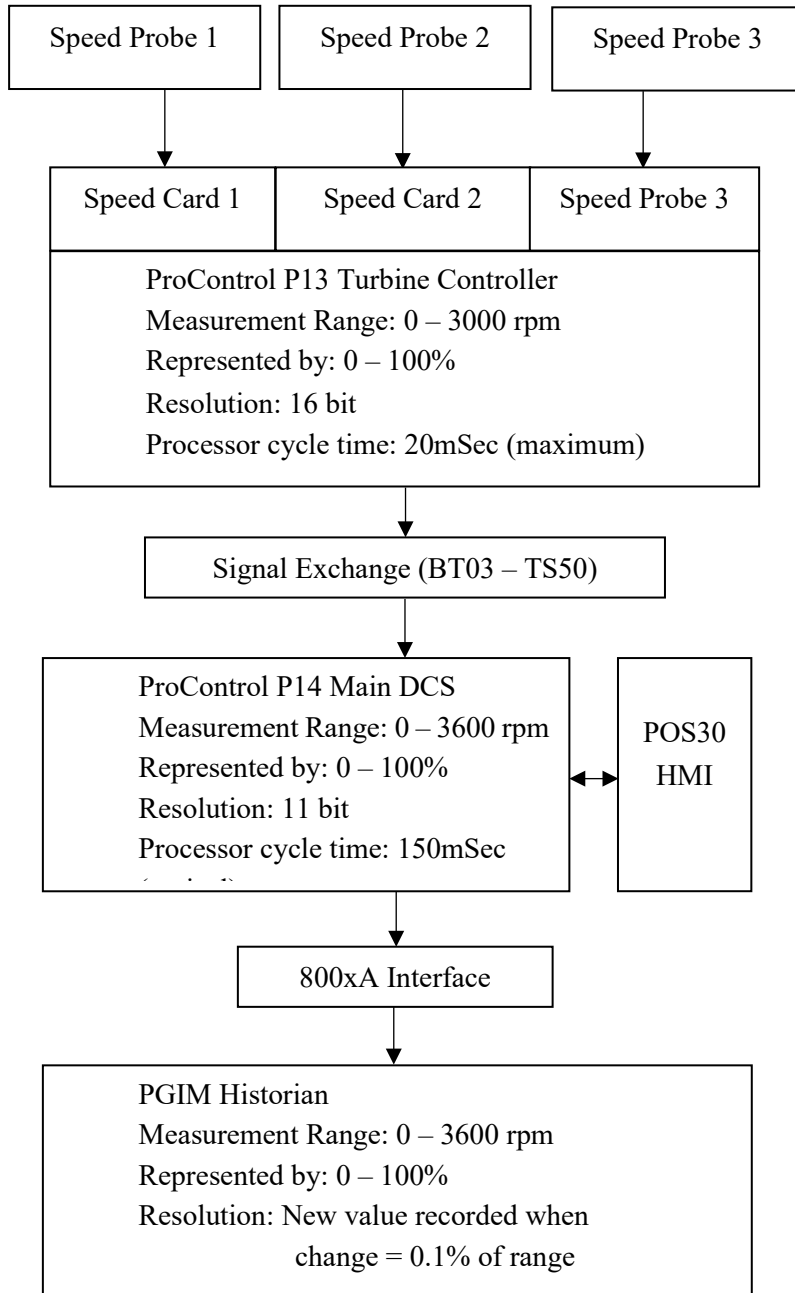 Speed Probe 1
Speed Probe 2
Speed Probe 3
Speed Card 1
Speed Card 2
Speed Probe 3
ProControl P13 Turbine Controller
Measurement Range: 0 – 3000 rpm
Represented by: 0 – 100%
Resolution: 16 bit
Processor cycle time: 20mSec (maximum)
Signal Exchange (BT03 – TS50)
ProControl P14 Main DCS
Measurement Range: 0 – 3600 rpm
Represented by: 0 – 100%
Resolution: 11 bit
Processor cycle time: 150mSec
POS30
HMI
800xA Interface
PGIM Historian
Measurement Range: 0 – 3600 rpm
Represented by: 0 – 100%
Resolution: New value recorded when
change = 0.1% of range